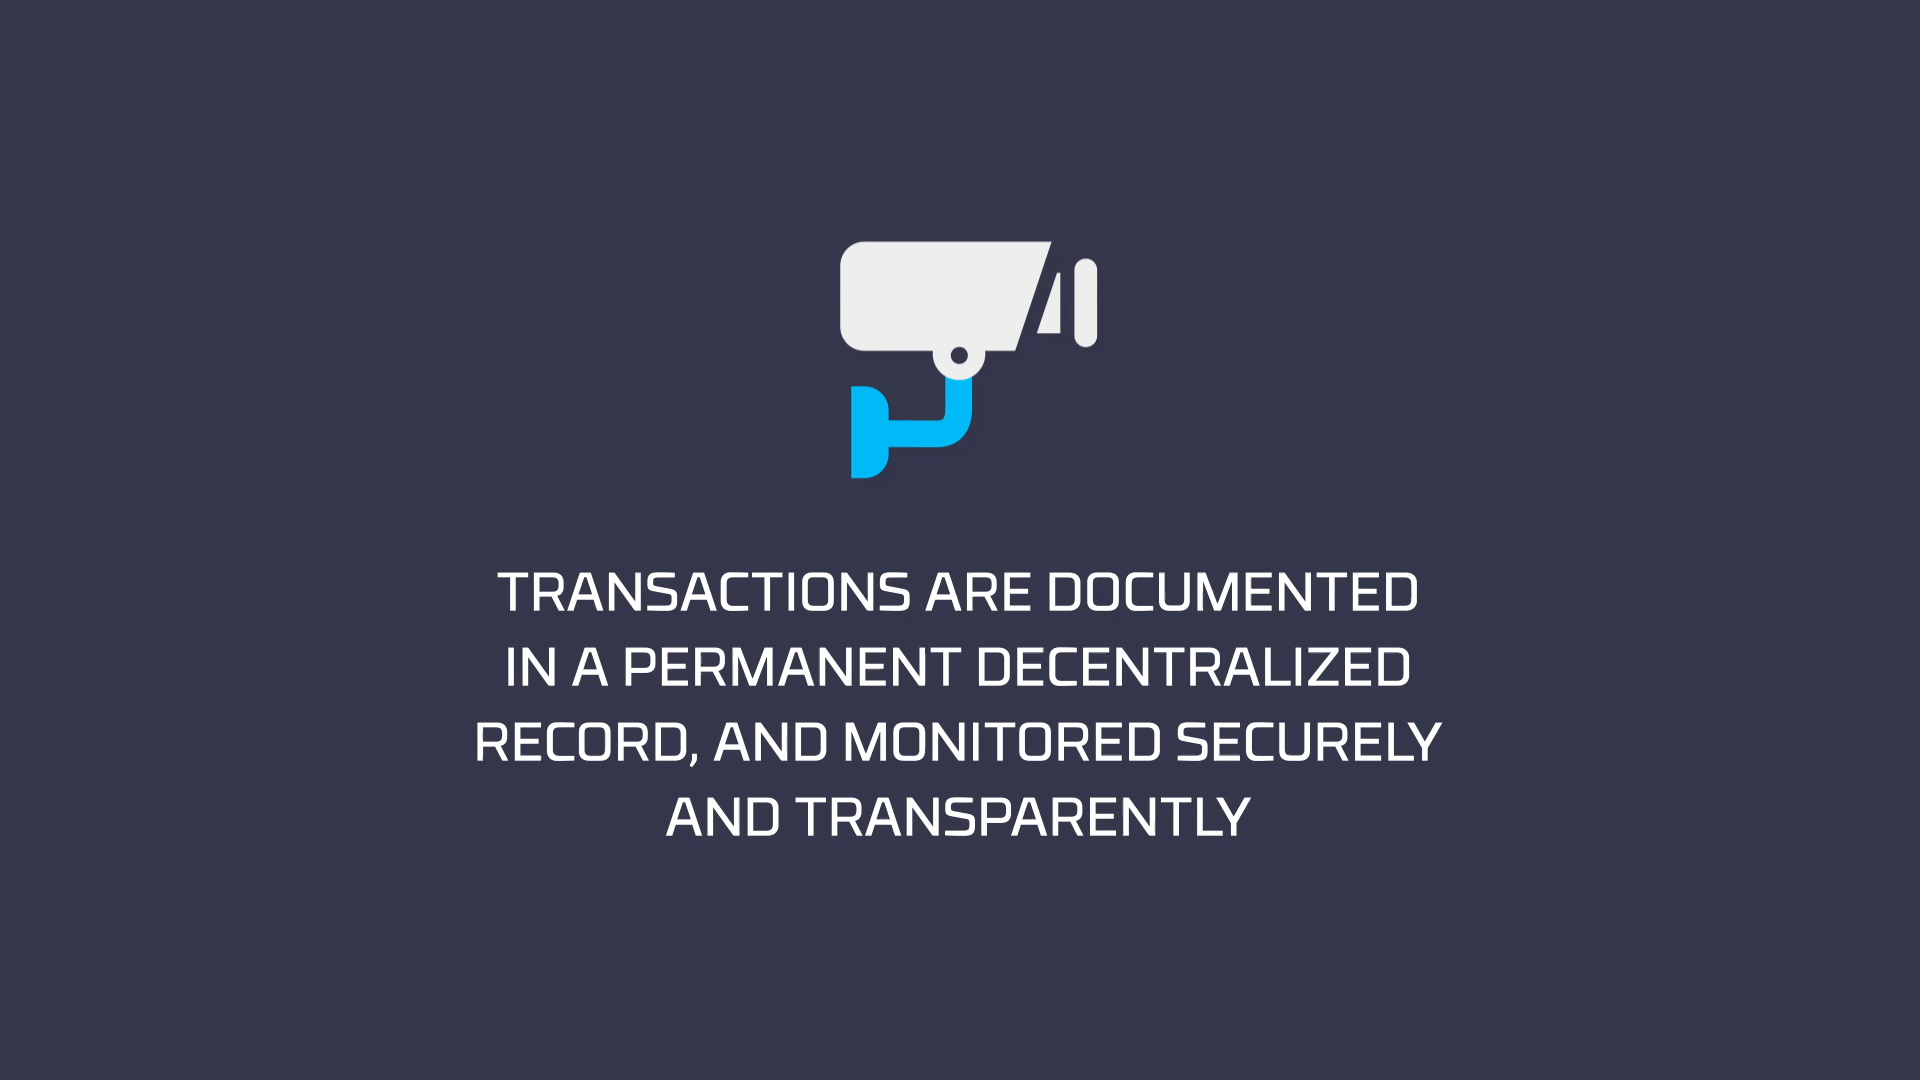 TRANSACTIONS ARE DOCUMENTED
IN A PERMANENT DECENTRALIZED
RECORD, AND MONITORED SECURELY
AND TRANSPARENTLY